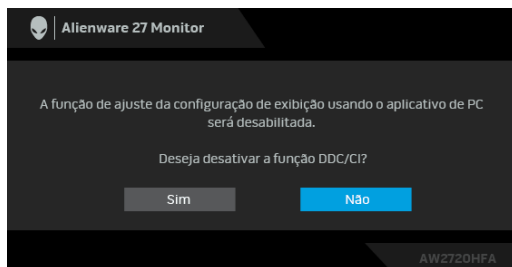 Alienware 27 Monitor
A função de ajuste da configuração de exibição usando o aplicativo de PC
será desabilitada.
Deseja desativar a função DDC/CI?
Sim
Não
AW2720HFA